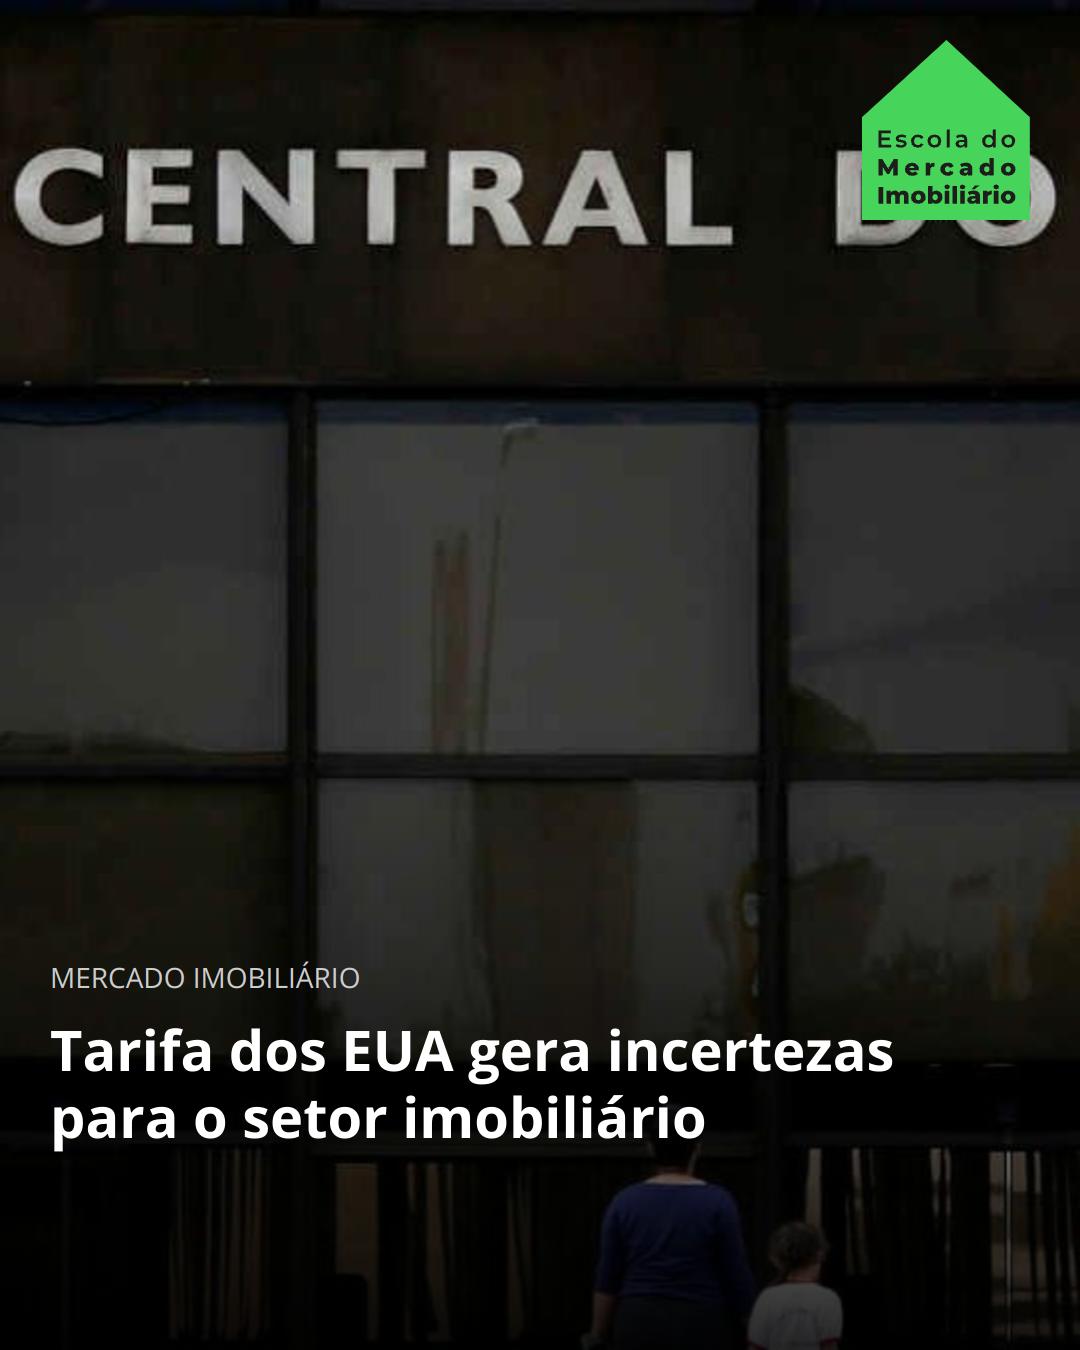 CENTRAL DO
Escola do
Mercado
Imobiliário
MERCADO IMOBILIÁRIO
Tarifa dos EUA gera incertezas
para o setor imobiliário